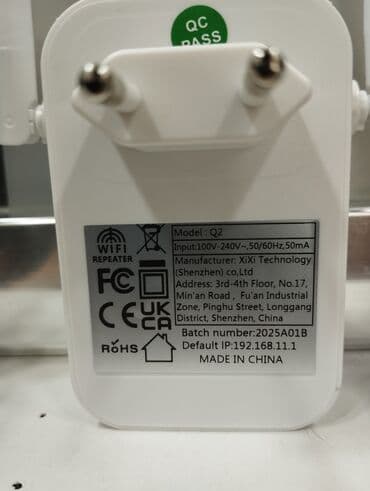 QC
PASS
WiFi
REPEATER
FC
CE UK
CA
RoHS
Model : Q2
Input:100V-240V~,50/60Hz,50mA
Manufacturer: XiXi Technology
(Shenzhen) co,Ltd
Address: 3rd-4th Floor, No.17,
Min'an Road , Fu'an Industrial
Zone, Pinghu Street, Longgang
District, Shenzhen, China
Batch number:2025A01B
Default IP:192.168.11.1
MADE IN CHINA